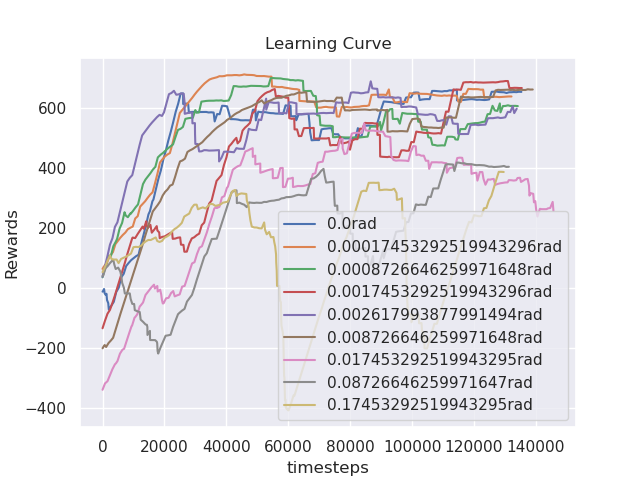 Learning Curve
Rewards
600
400
200
0
−200
−400
0.0rad
0.00017453292519943296rad
0.0008726646259971648rad
0.0017453292519943296rad
0.002617993877991494rad
0.008726646259971648rad
0.017453292519943295rad
0.08726646259971647rad
0.17453292519943295rad
0 20000 40000 60000 80000 100000 120000 140000
timesteps